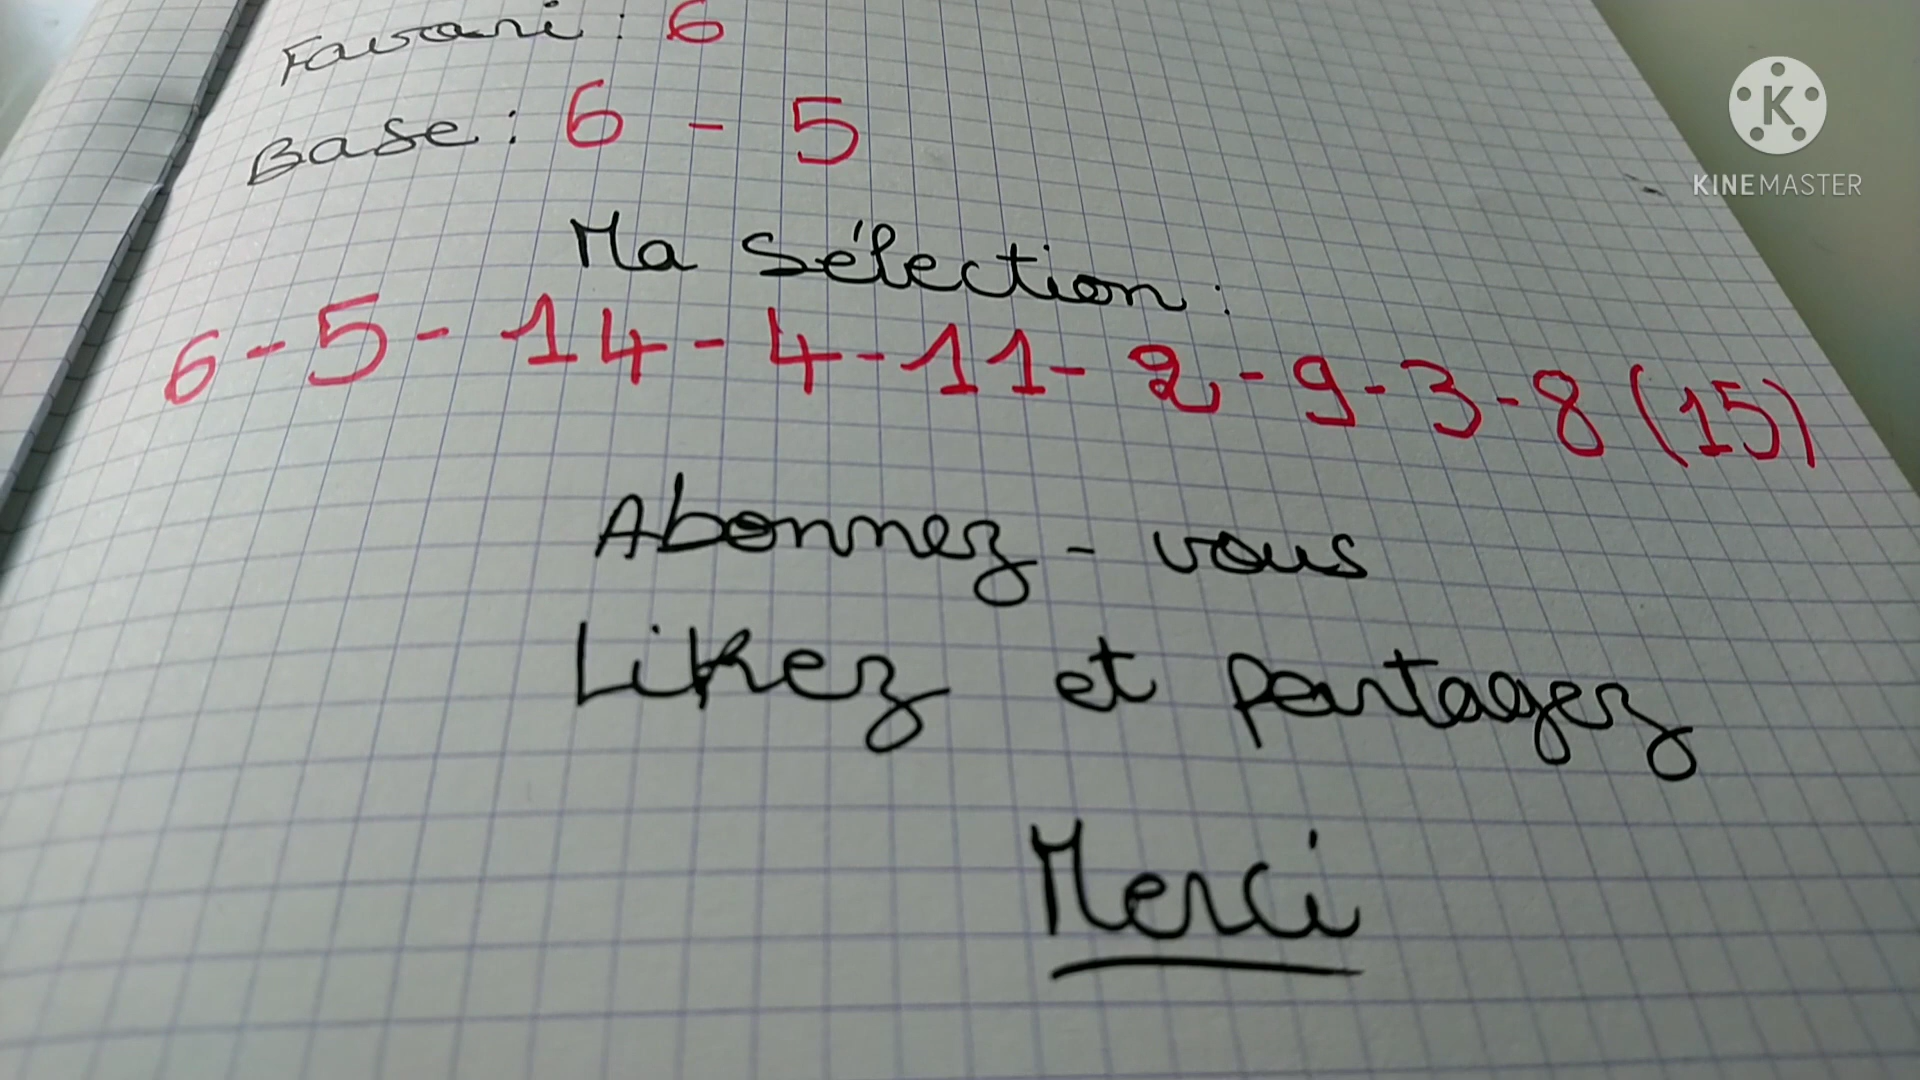 Favori : 6
Base : 6 - 5
Ma Sélection :
6 - 5 - 14 - 4 - 11 - 2 - 9 - 3 - 8 (15)
Abonnez - vous
Likez et partagez
Merci
K
KINEMASTER